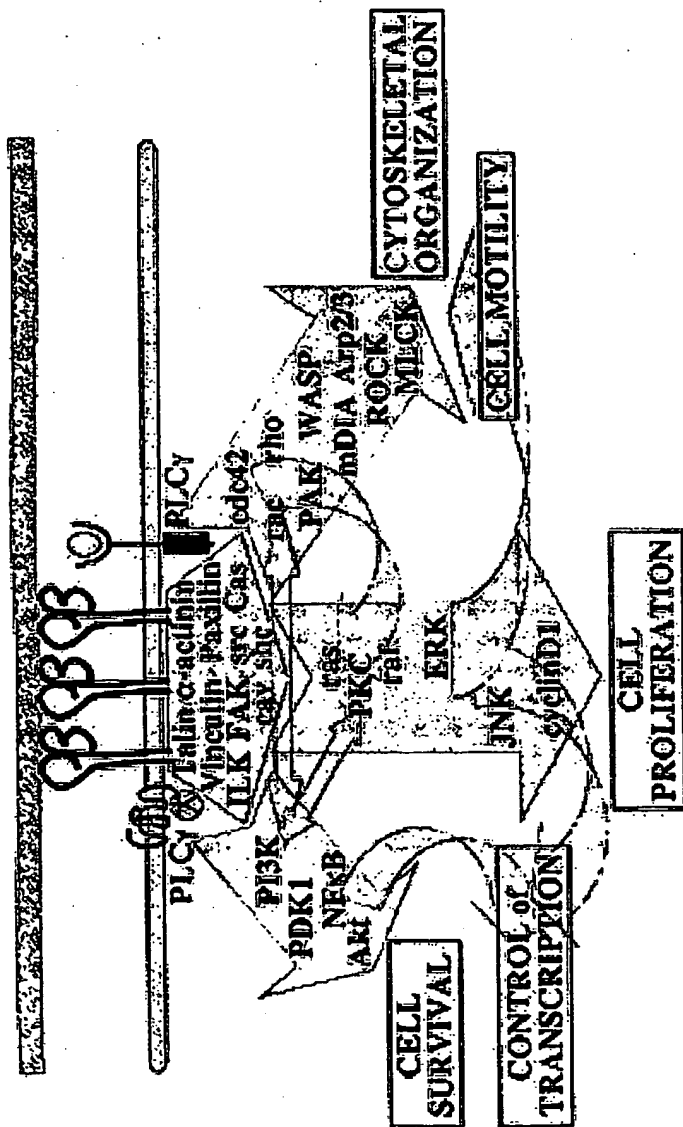 PLCγ
Talin α-actinin
Vinculin Paxillin
ILK FAK src Cas
cav shc
PLCγ
cdc42
rac rho
PAK WASP
mDIA Arp2/3
ROCK
MLCK
PI3K
PDK1
NFκB
Akt
ras
PKC
raf
ERK
JNK
cyclinD1
CELL
SURVIVAL
CONTROL of
TRANSCRIPTION
CELL
PROLIFERATION
CELL MOTILITY
CYTOSKELETAL
ORGANIZATION